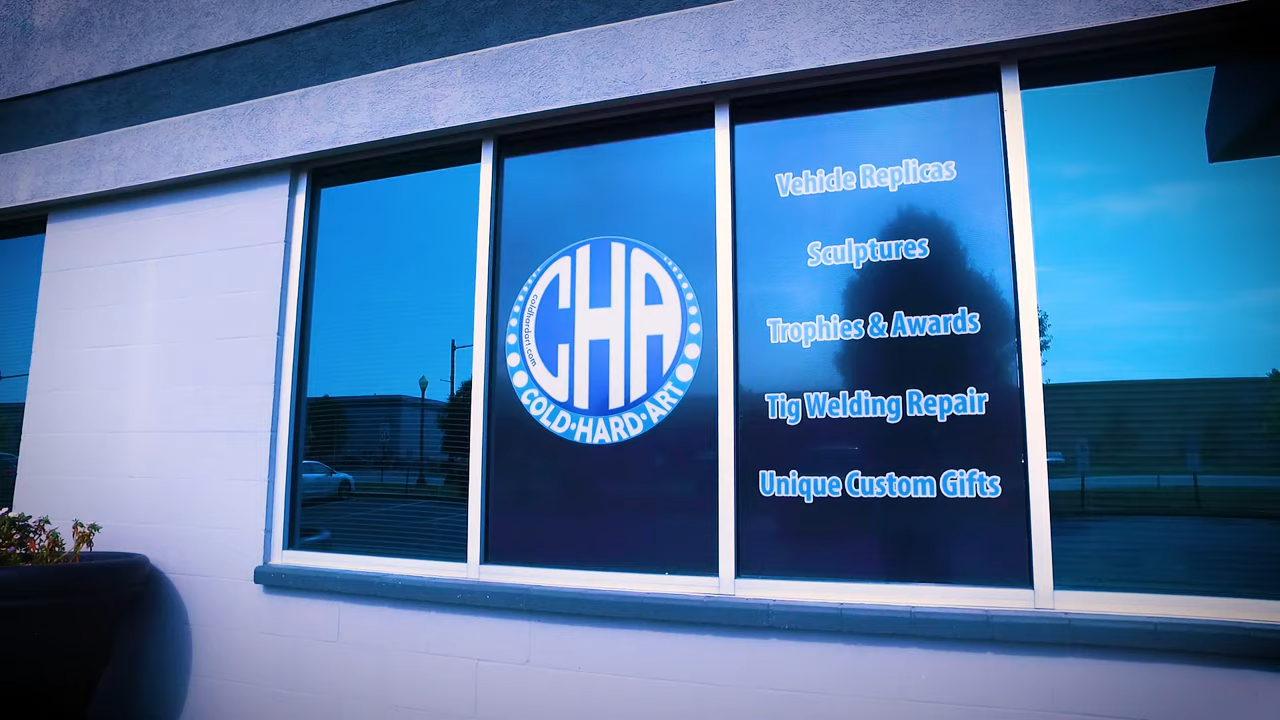 CHA
coldhardart.com
COLD·HARD·ART
Vehicle Replicas
Sculptures
Trophies & Awards
Tig Welding Repair
Unique Custom Gifts